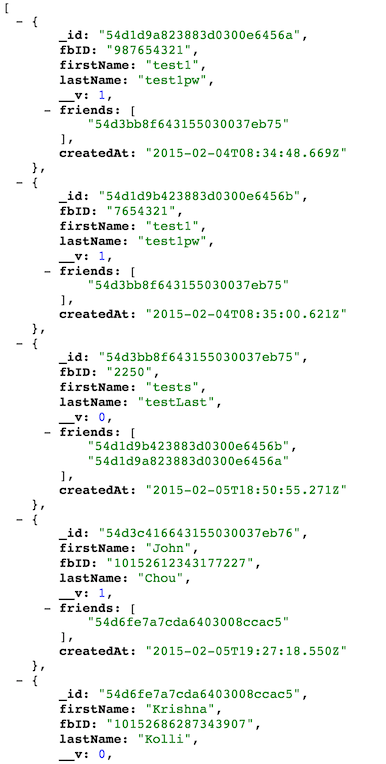 [
- {
_id: "54d1d9a823883d0300e6456a",
fbID: "987654321",
firstName: "test1",
lastName: "test1pw",
__v: 1,
- friends: [
"54d3bb8f643155030037eb75"
],
createdAt: "2015-02-04T08:34:48.669Z"
},
- {
_id: "54d1d9b423883d0300e6456b",
fbID: "7654321",
firstName: "test1",
lastName: "test1pw",
__v: 1,
- friends: [
"54d3bb8f643155030037eb75"
],
createdAt: "2015-02-04T08:35:00.621Z"
},
- {
_id: "54d3bb8f643155030037eb75",
fbID: "2250",
firstName: "tests",
lastName: "testLast",
__v: 0,
- friends: [
"54d1d9b423883d0300e6456b",
"54d1d9a823883d0300e6456a"
],
createdAt: "2015-02-05T18:50:55.271Z"
},
- {
_id: "54d3c416643155030037eb76",
firstName: "John",
fbID: "10152612343177227",
lastName: "Chou",
__v: 1,
- friends: [
"54d6fe7a7cda6403008ccac5"
],
createdAt: "2015-02-05T19:27:18.550Z"
},
- {
_id: "54d6fe7a7cda6403008ccac5",
firstName: "Krishna",
fbID: "10152686287343907",
lastName: "Kolli",
__v: 0,